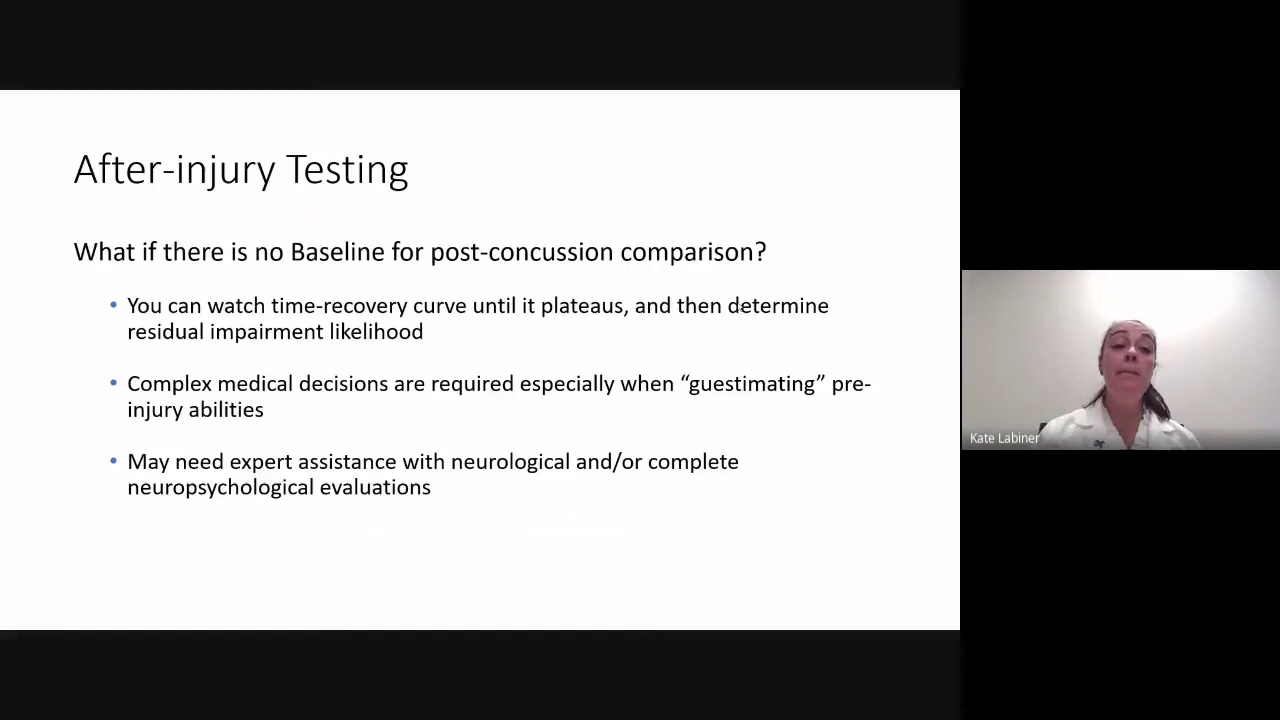 After-injury Testing
What if there is no Baseline for post-concussion comparison?
• You can watch time-recovery curve until it plateaus, and then determine
residual impairment likelihood
• Complex medical decisions are required especially when “guestimating” pre-
injury abilities
• May need expert assistance with neurological and/or complete
neuropsychological evaluations
Kate Labiner